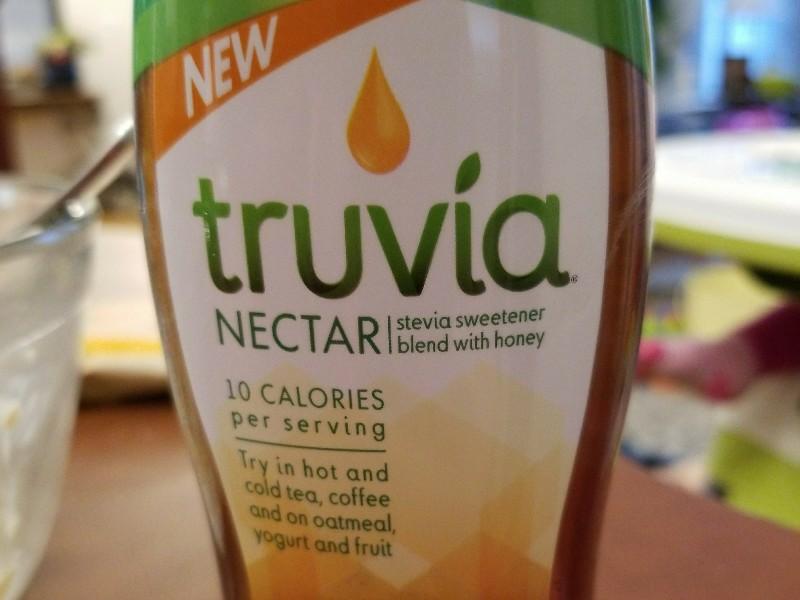 NEW
truvia®
NECTAR | stevia sweetener
blend with honey
10 CALORIES
per serving
Try in hot and
cold tea, coffee
and on oatmeal,
yogurt and fruit